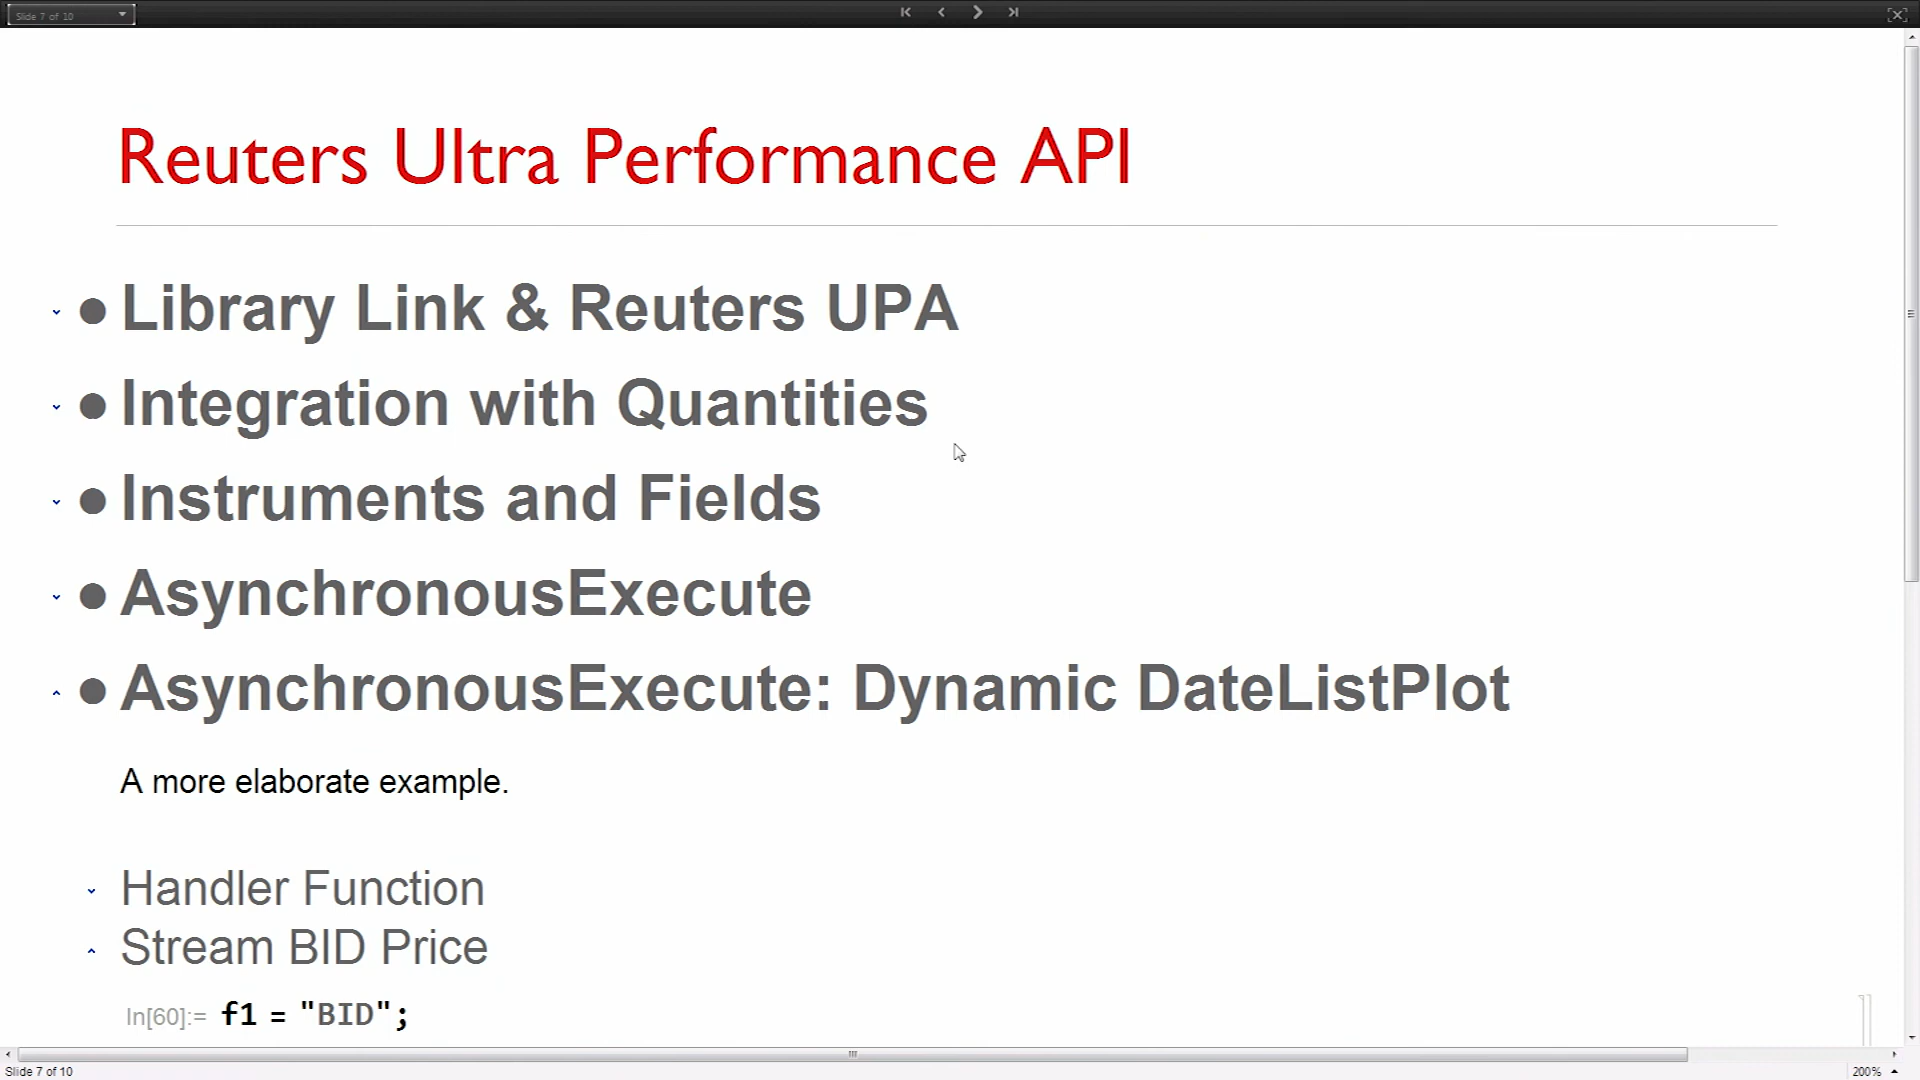 Slide 7 of 10
Reuters Ultra Performance API
Library Link & Reuters UPA
Integration with Quantities
Instruments and Fields
AsynchronousExecute
AsynchronousExecute: Dynamic DateListPlot
A more elaborate example.
Handler Function
Stream BID Price
In[60]:= f1 = "BID";
Slide 7 of 10
200%